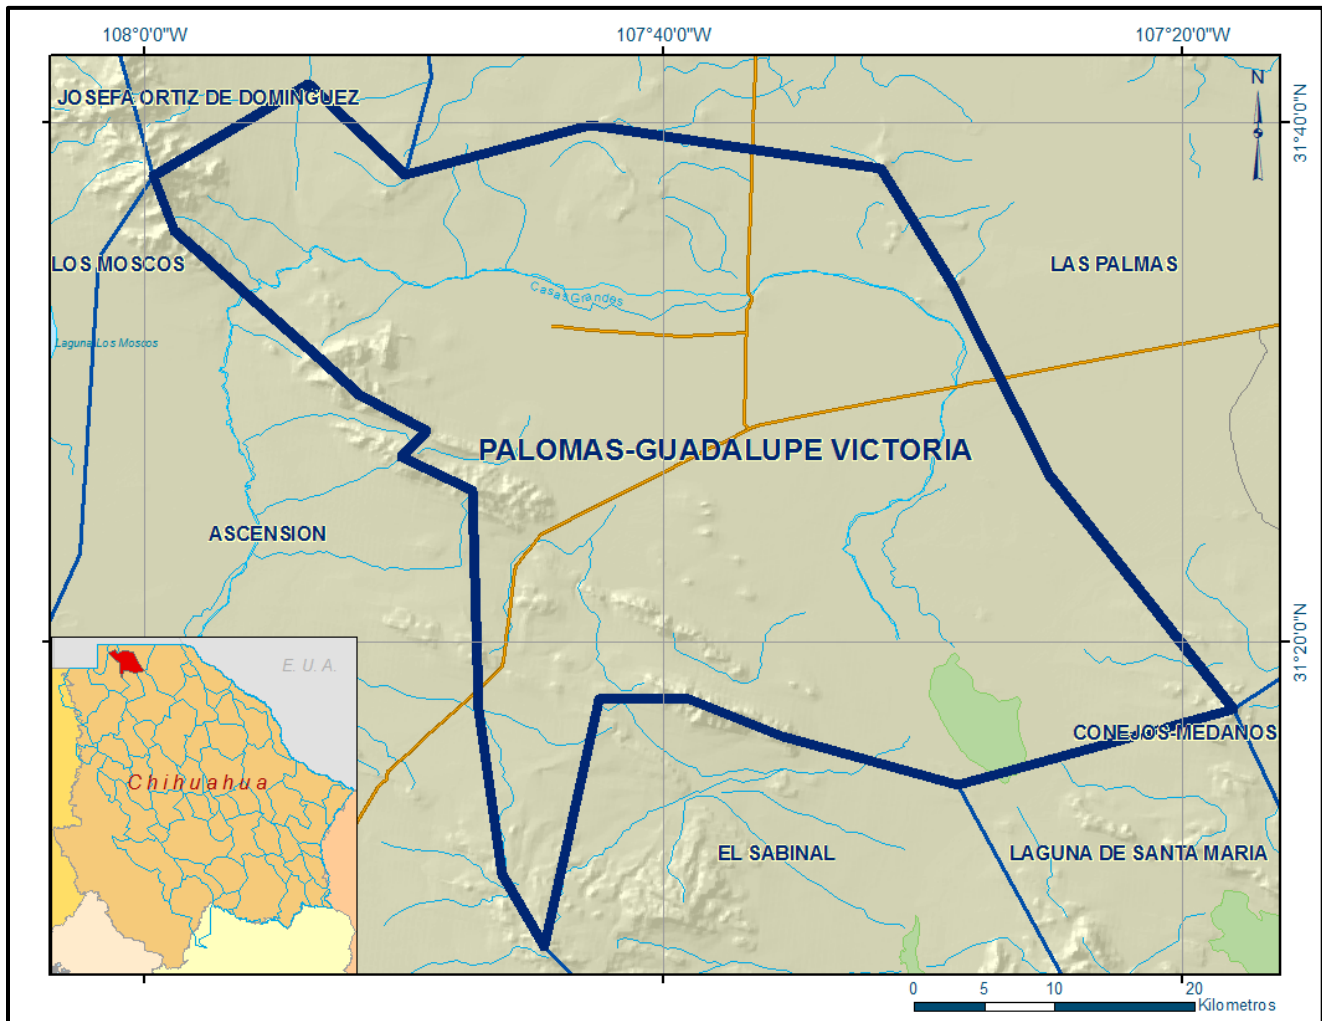 108°0'0"W
107°40'0"W
107°20'0"W
N
JOSEFA ORTIZ DE DOMINGUEZ
31°40'0"N
LOS MOSCOS
LAS PALMAS
Casas Grandes
Laguna Los Moscos
PALOMAS-GUADALUPE VICTORIA
ASCENSION
31°20'0"N
E. U. A.
CONEJOS-MEDANOS
Chihuahua
EL SABINAL
LAGUNA DE SANTA MARIA
0 5 10 20
Kilometros